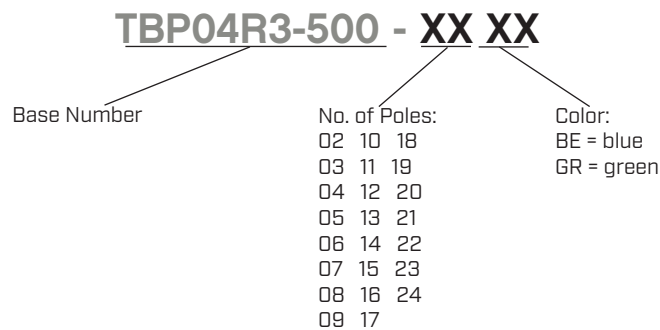 TBP04R3-500 - XX XX
Base Number
No. of Poles:
02 10 18
03 11 19
04 12 20
05 13 21
06 14 22
07 15 23
08 16 24
09 17
Color:
BE = blue
GR = green